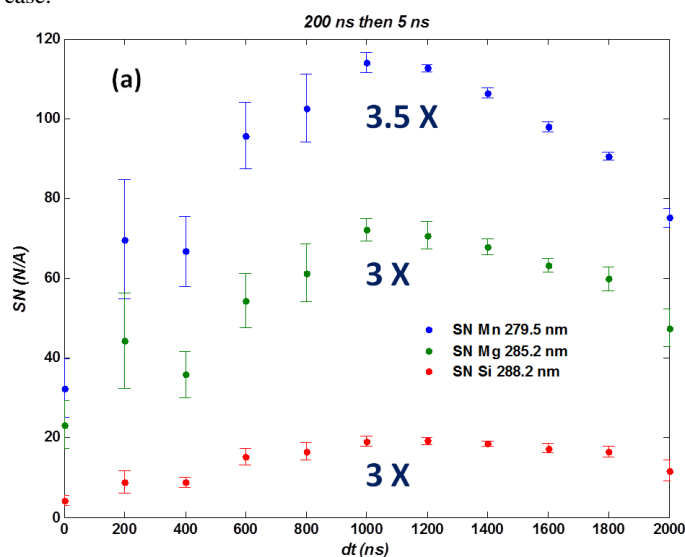 case.
200 ns then 5 ns
(a)
120
100
80
60
40
20
0
SN (N/A)
3.5 X
3 X
3 X
SN Mn 279.5 nm
SN Mg 285.2 nm
SN Si 288.2 nm
0 200 400 600 800 1000 1200 1400 1600 1800 2000
dt (ns)